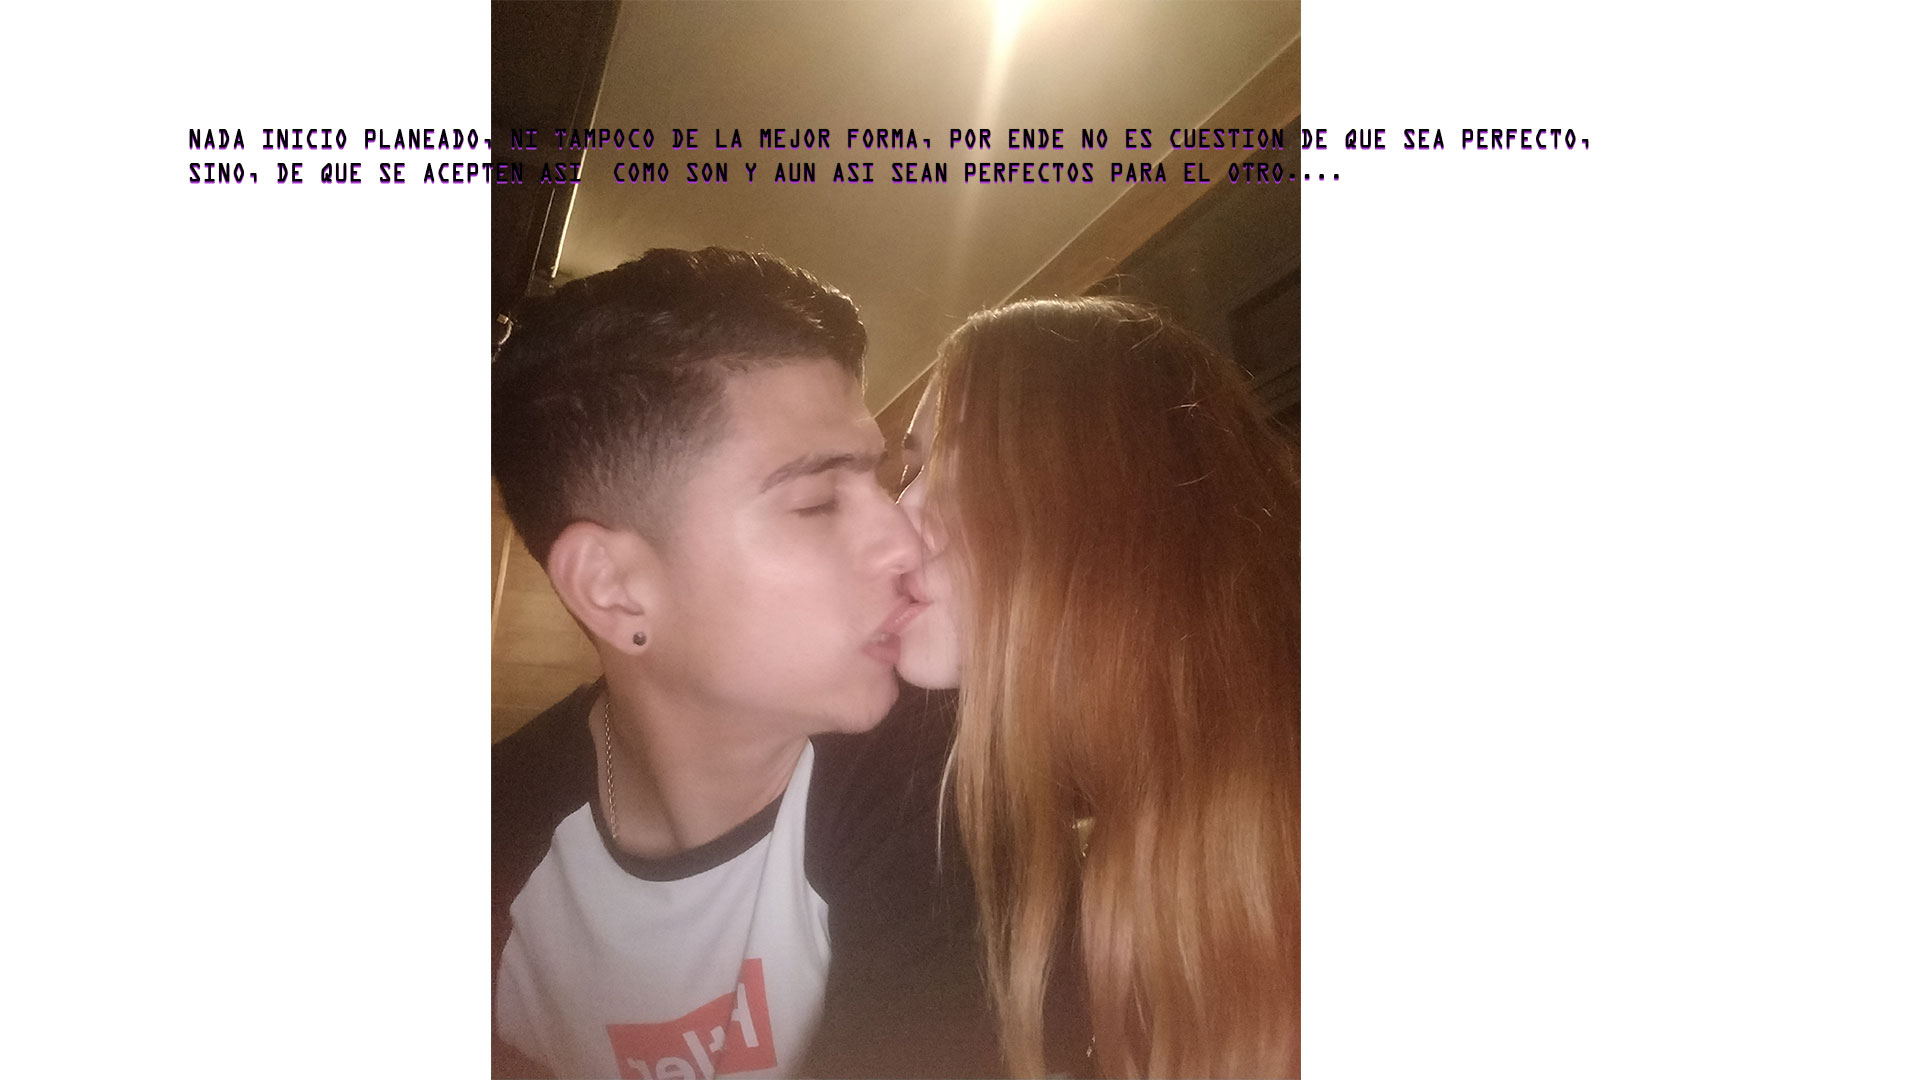 NADA INICIO PLANEADO, NI TAMPOCO DE LA MEJOR FORMA, POR ENDE NO ES CUESTION DE QUE SEA PERFECTO,
SINO, DE QUE SE ACEPTEN ASI COMO SON Y AUN ASI SEAN PERFECTOS PARA EL OTRO....